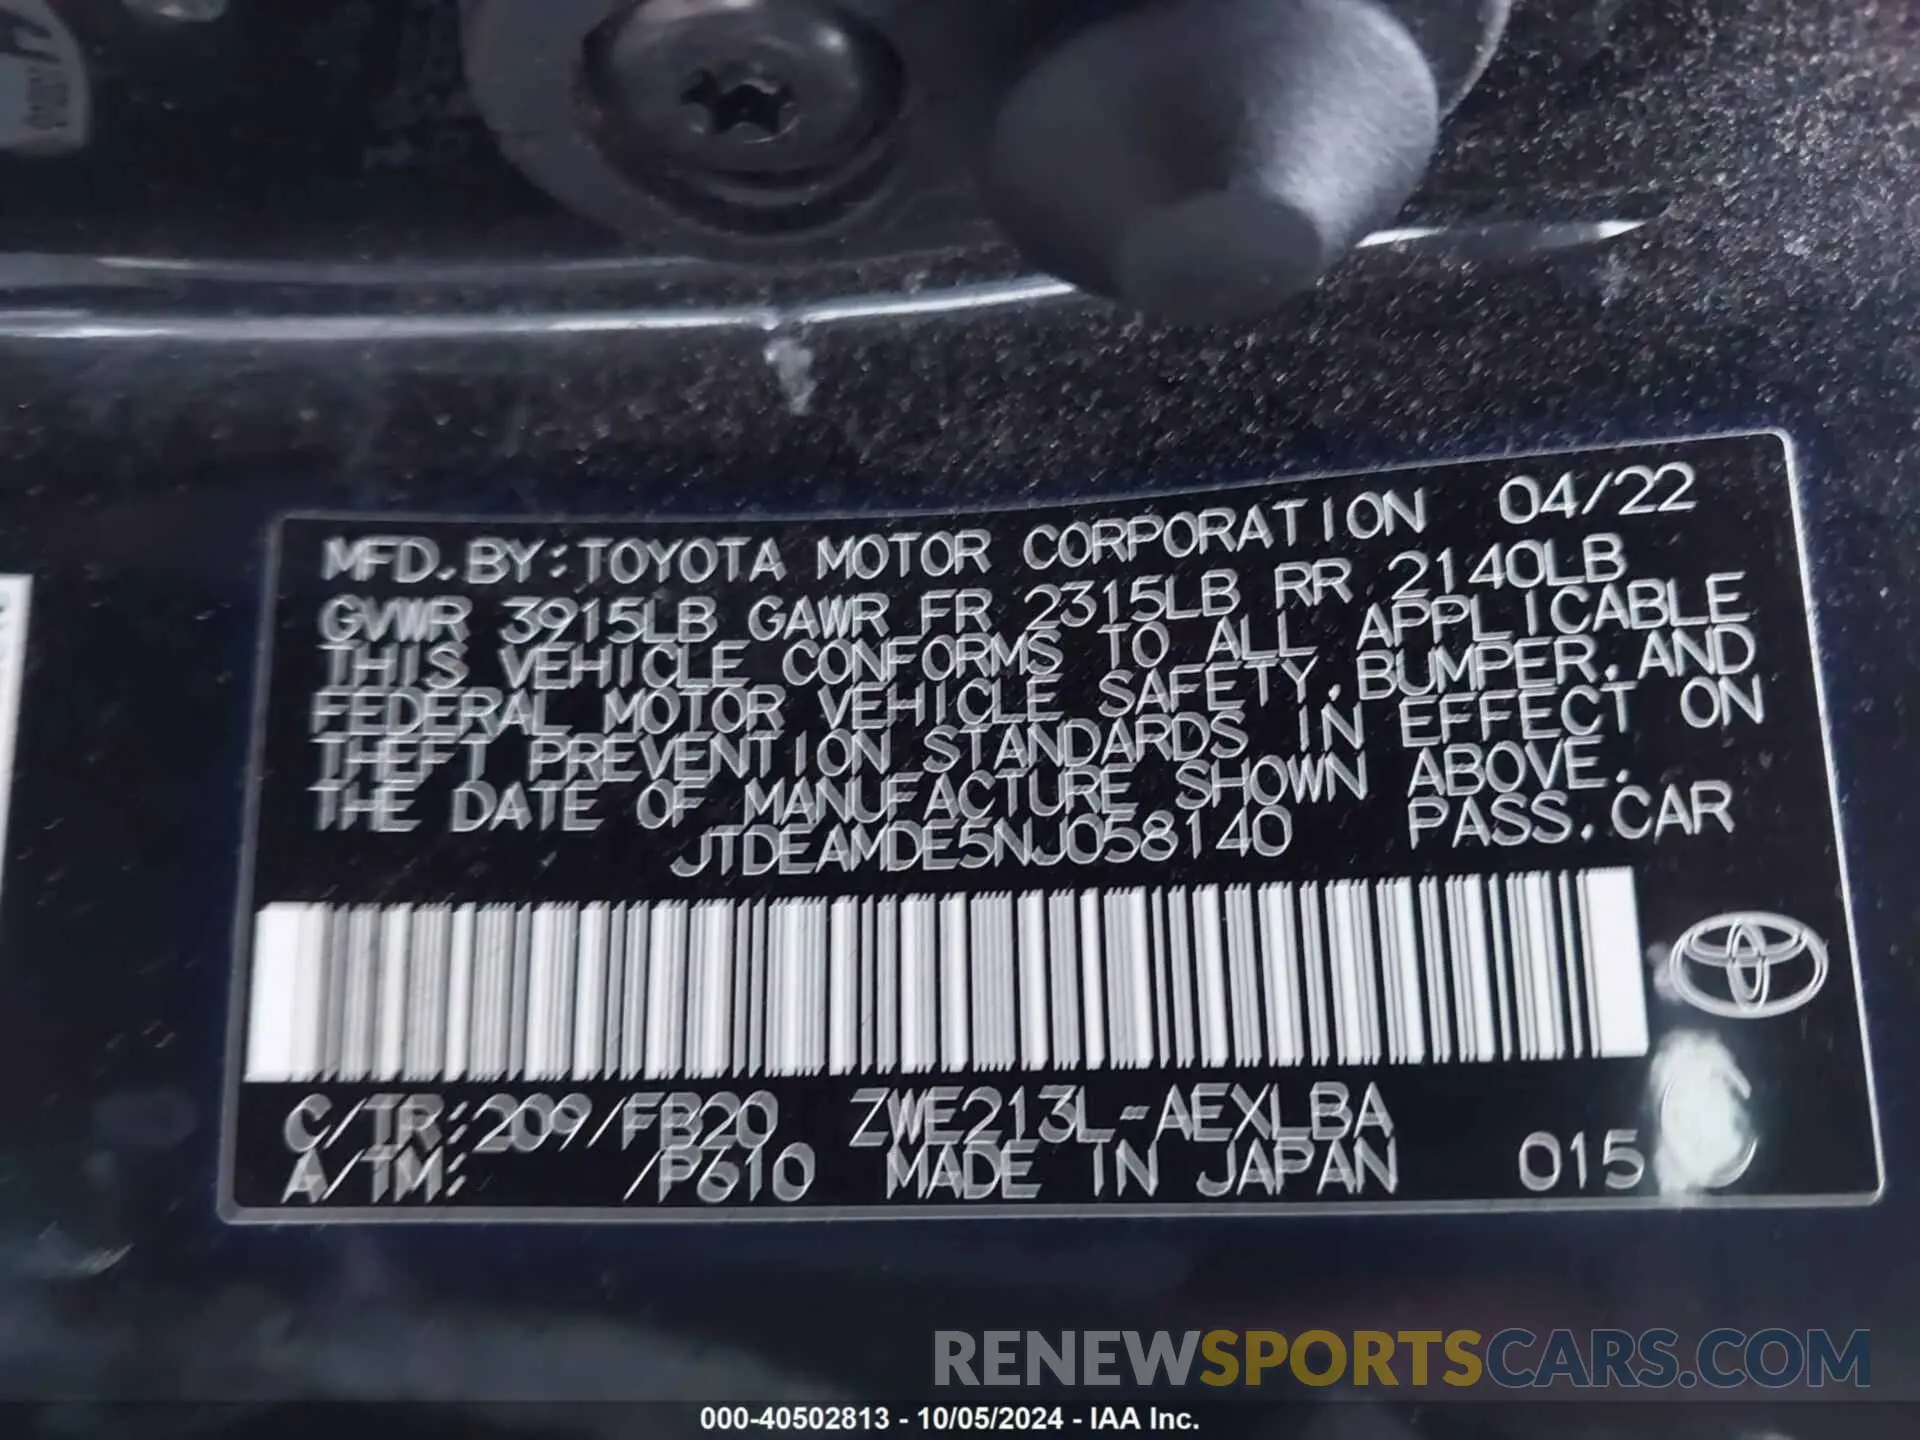 MFD. BY: TOYOTA MOTOR CORPORATION 04/22
GVWR 3915LB GAWR FR 2315LB RR 2140LB
THIS VEHICLE CONFORMS TO ALL APPLICABLE
FEDERAL MOTOR VEHICLE SAFETY, BUMPER, AND
THEFT PREVENTION STANDARDS IN EFFECT ON
THE DATE OF MANUFACTURE SHOWN ABOVE.
JTDEAMDE5NJ058140 PASS. CAR
C/TR: 209/FB20 ZWE213L-AEXLBA
A/TM: /P610 MADE IN JAPAN 015
RENEWSPORTSCARS.COM
000-40502813 - 10/05/2024 - IAA Inc.